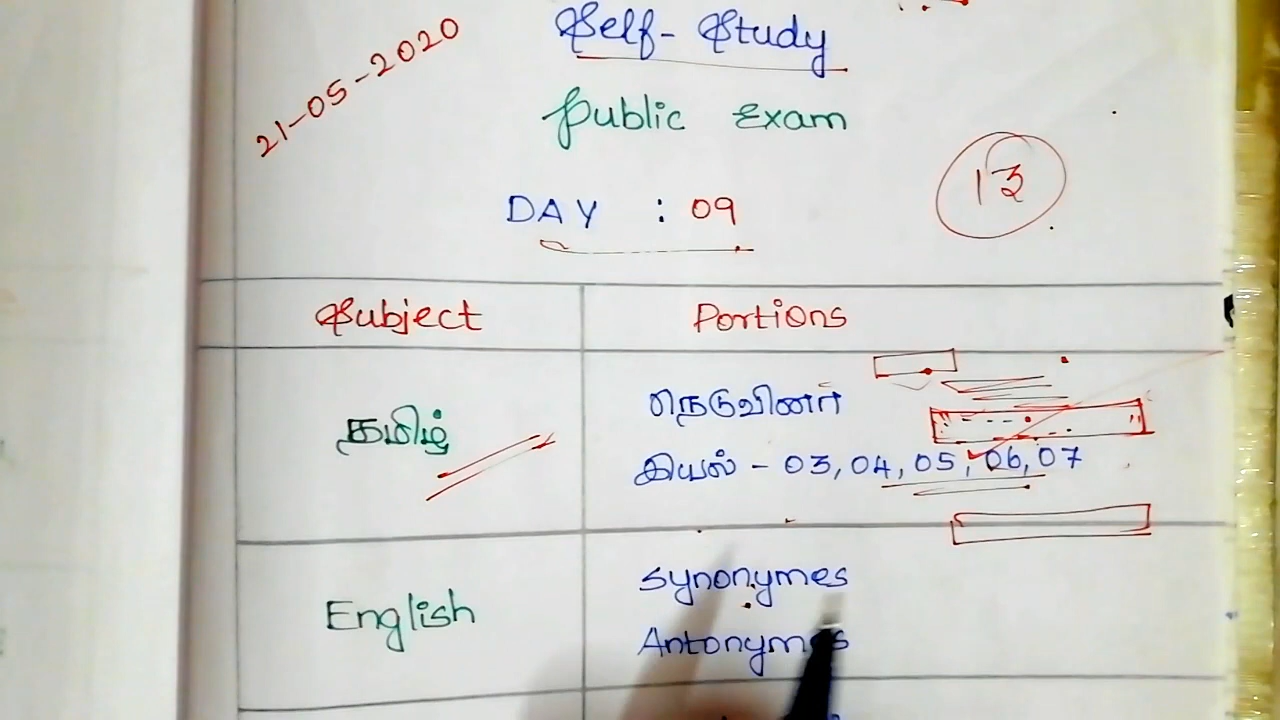 21-05-2020
Self-Study
Public Exam
13
DAY : 09
Subject Portions
தமிழ்
நெடுவினா
இயல் - 03, 04, 05, 06, 07
English
Synonymes
Antonymes